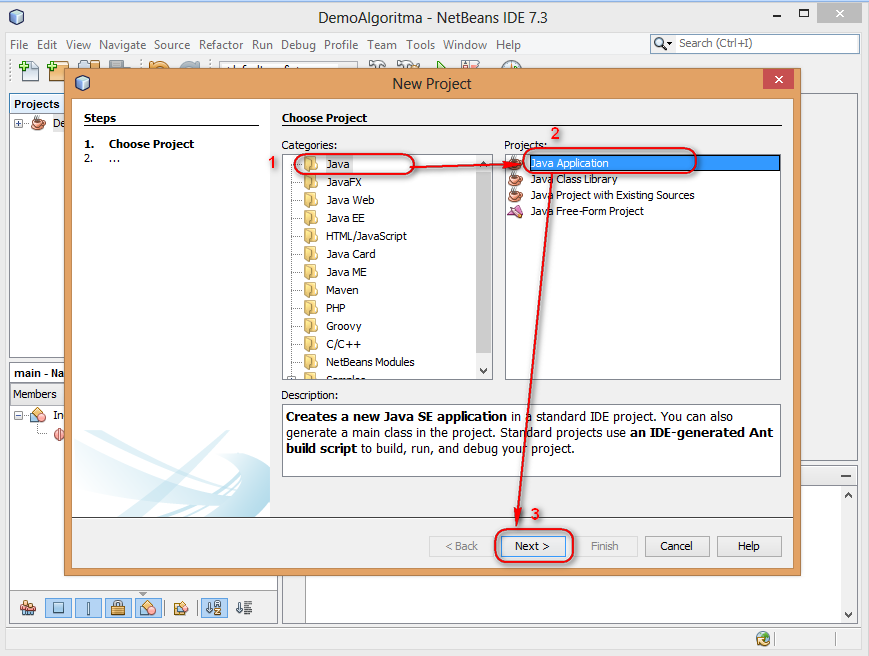 DemoAlgoritma - NetBeans IDE 7.3
File Edit View Navigate Source Refactor Run Debug Profile Team Tools Window Help
Search (Ctrl+I)
New Project
Projects
De
Steps
1. Choose Project
2. ...
Choose Project
Categories:
1
Java
JavaFX
Java Web
Java EE
HTML/JavaScript
Java Card
Java ME
Maven
PHP
Groovy
C/C++
NetBeans Modules
Samples
2
Projects:
Java Application
Java Class Library
Java Project with Existing Sources
Java Free-Form Project
Description:
Creates a new Java SE application in a standard IDE project. You can also
generate a main class in the project. Standard projects use an IDE-generated Ant
build script to build, run, and debug your project.
main - Na
Members
In
3
< Back Next > Finish Cancel Help